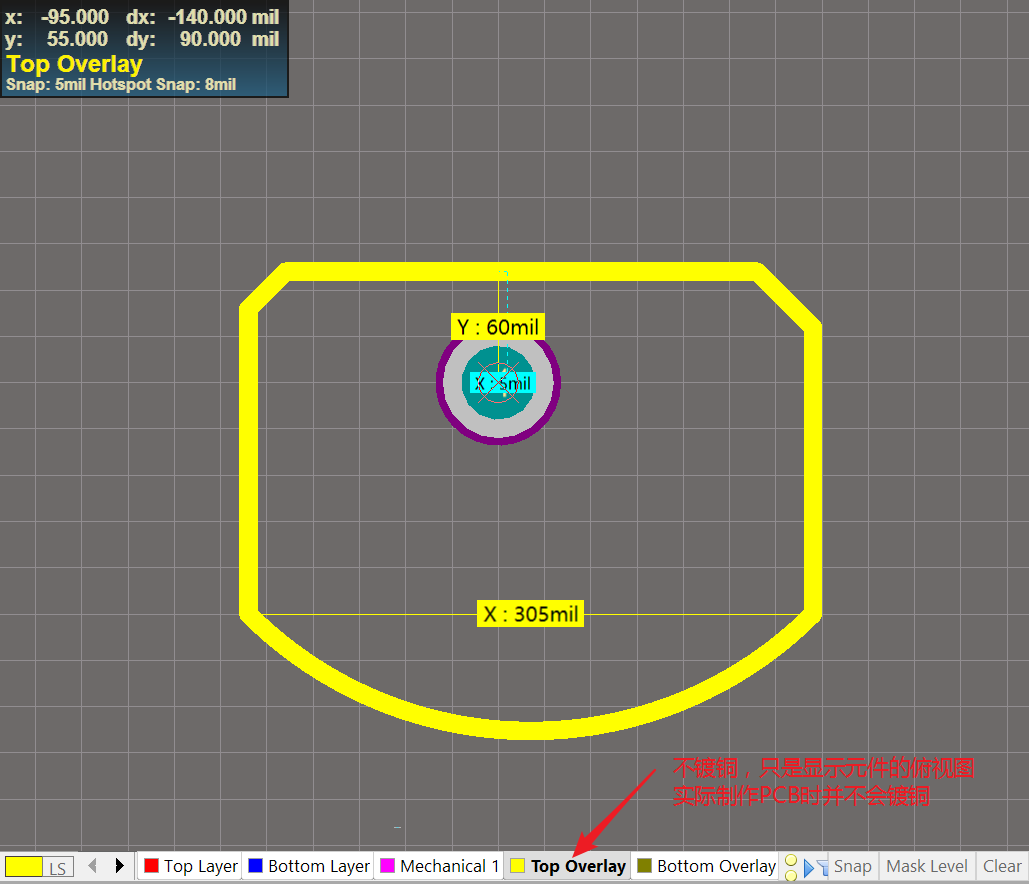 x: -95.000 dx: -140.000 mil
y: 55.000 dy: 90.000 mil
Top Overlay
Snap: 5mil Hotspot Snap: 8mil
Y : 60mil
X : 5mil
X : 305mil
不镀铜，只是显示元件的俯视图
实际制作PCB时并不会镀铜
LS Top Layer Bottom Layer Mechanical 1 Top Overlay Bottom Overlay Snap Mask Level Clear